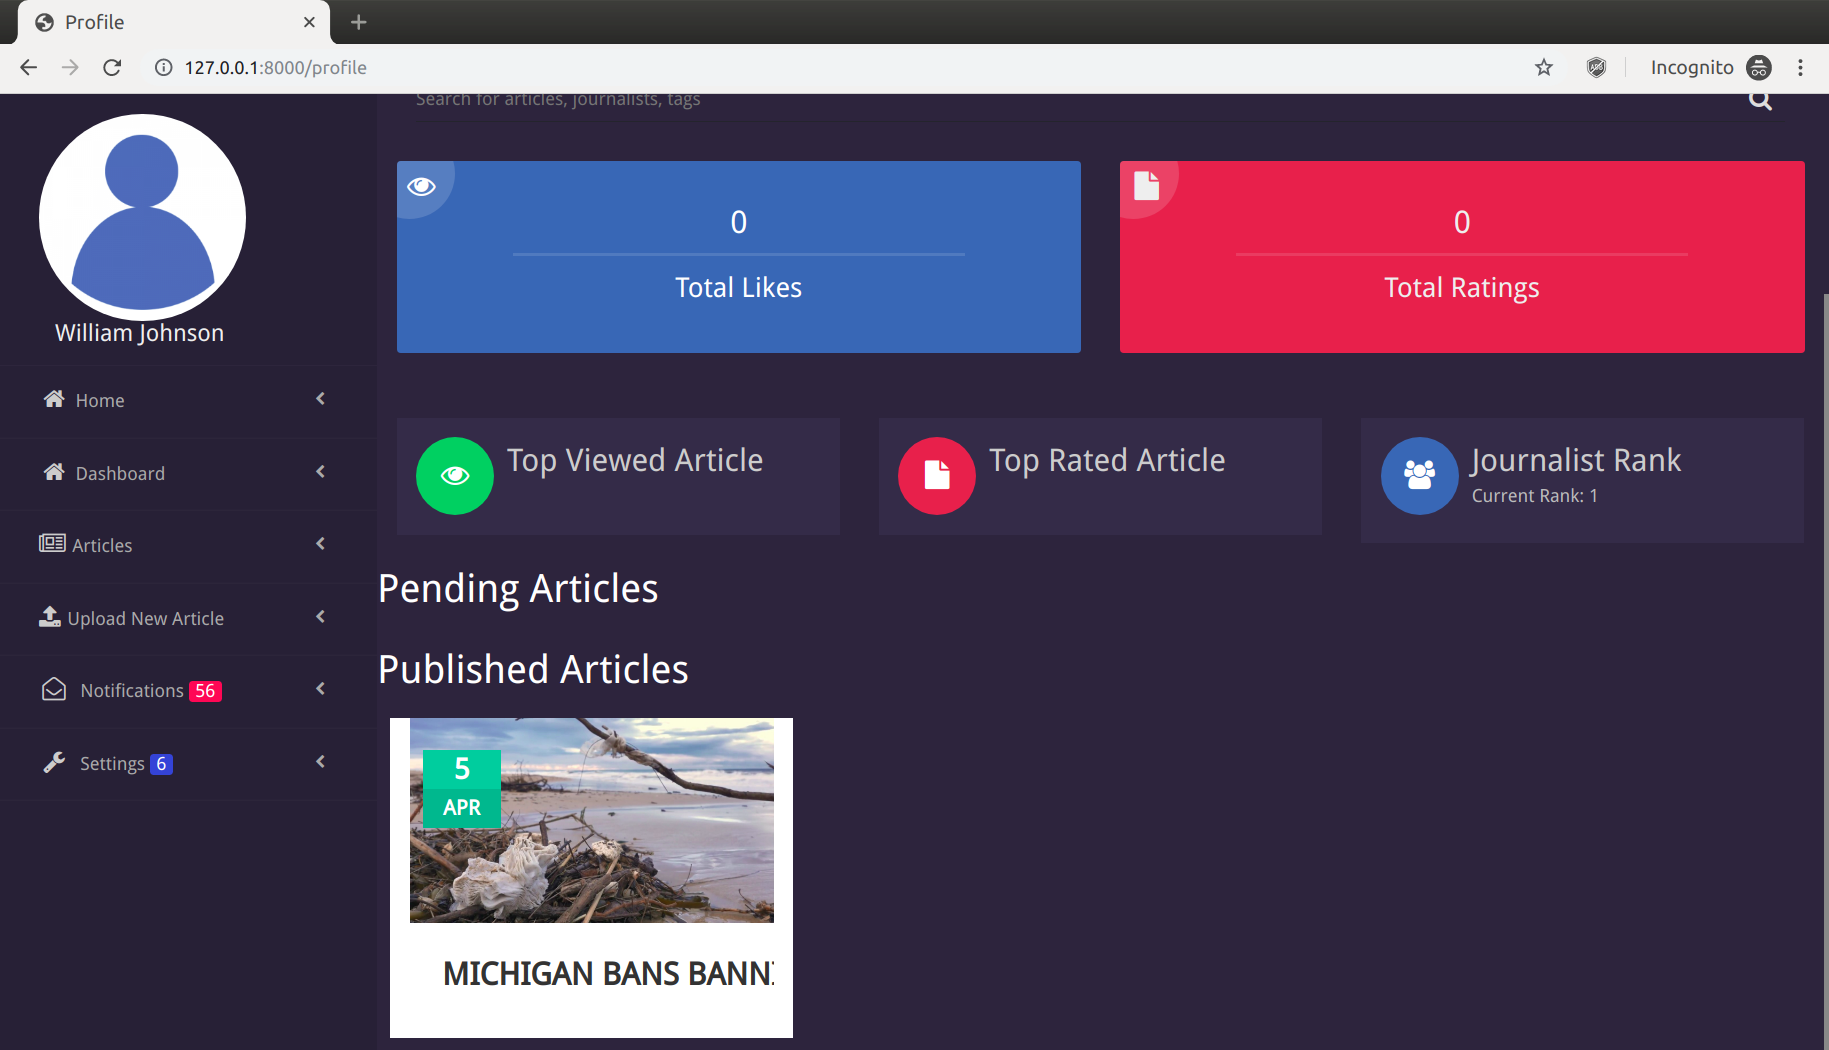 Profile
127.0.0.1:8000/profile
Incognito
Search for articles, journalists, tags
William Johnson
Home
Dashboard
Articles
Upload New Article
Notifications 56
Settings 6
0
Total Likes
0
Total Ratings
Top Viewed Article
Top Rated Article
Journalist Rank
Current Rank: 1
Pending Articles
Published Articles
5
APR
MICHIGAN BANS BANN